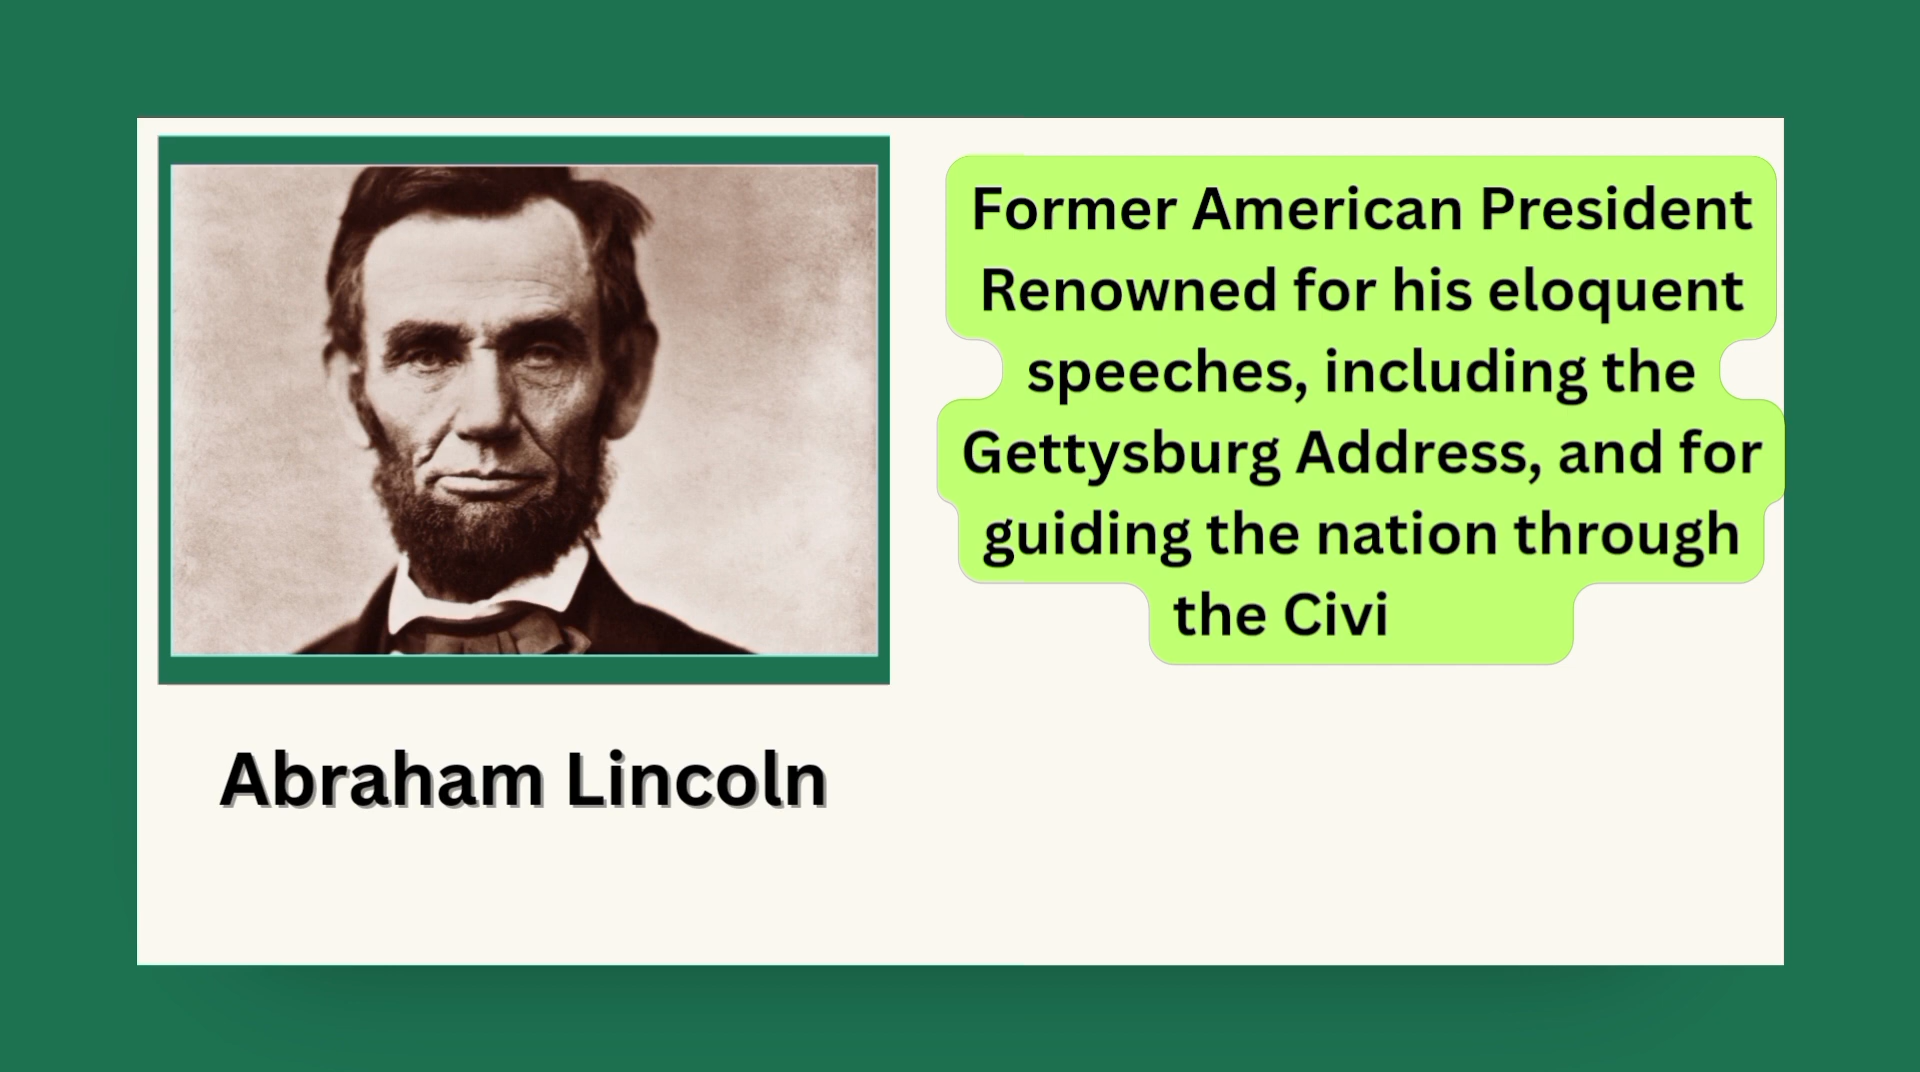 Former American President
Renowned for his eloquent
speeches, including the
Gettysburg Address, and for
guiding the nation through
the Civi
Abraham Lincoln